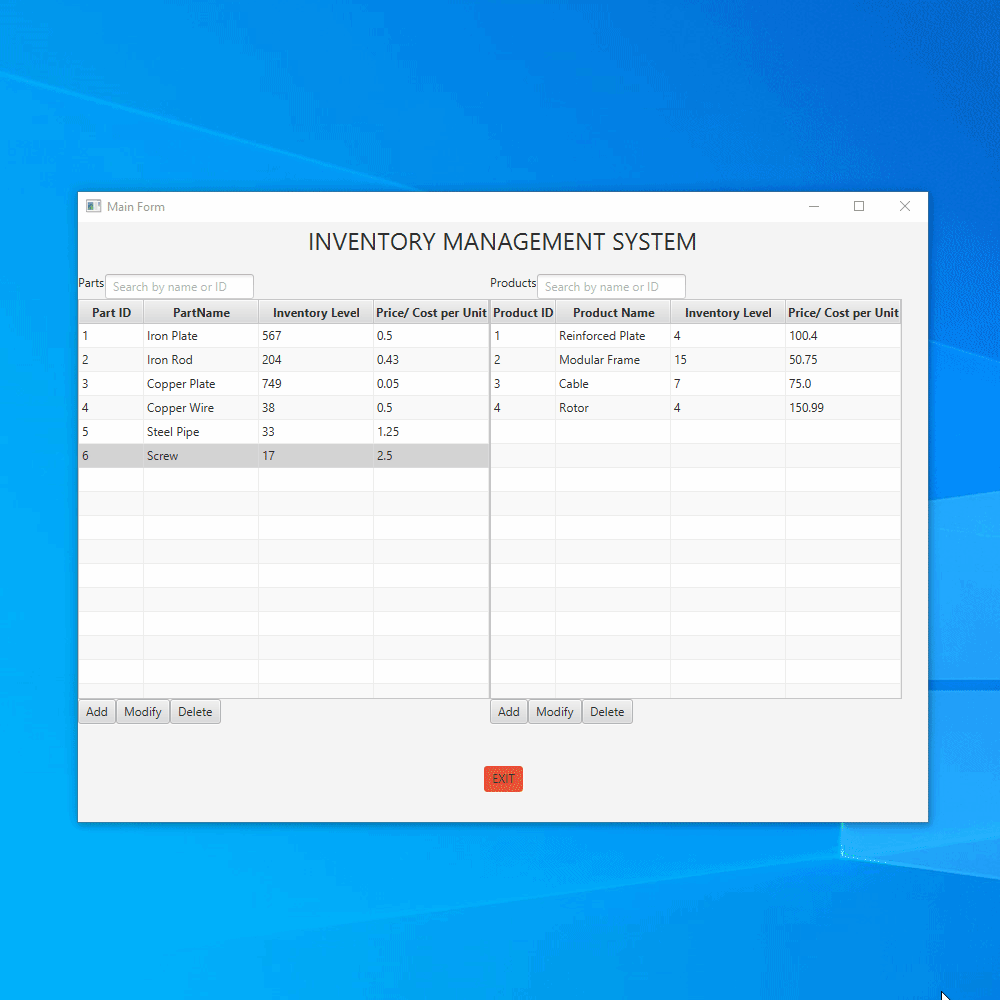 Main Form
INVENTORY MANAGEMENT SYSTEM
Parts Search by name or ID Products Search by name or ID
Part ID PartName Inventory Level Price/ Cost per Unit Product ID Product Name Inventory Level Price/ Cost per Unit
1 Iron Plate 567 0.5 1 Reinforced Plate 4 100.4
2 Iron Rod 204 0.43 2 Modular Frame 15 50.75
3 Copper Plate 749 0.05 3 Cable 7 75.0
4 Copper Wire 38 0.5 4 Rotor 4 150.99
5 Steel Pipe 33 1.25
6 Screw 17 2.5
Add Modify Delete Add Modify Delete
EXIT